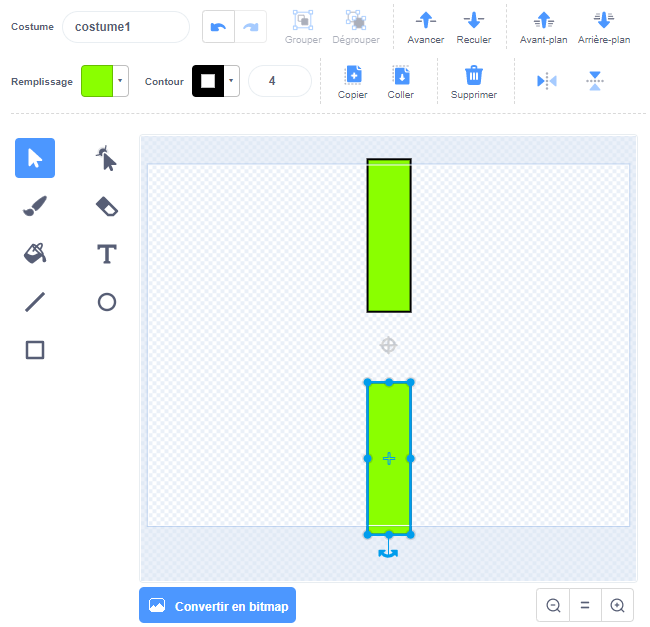 Costume costume1 Grouper Dégrouper Avancer Reculer Avant-plan Arrière-plan
Remplissage Contour 4 Copier Coller Supprimer
T
Convertir en bitmap